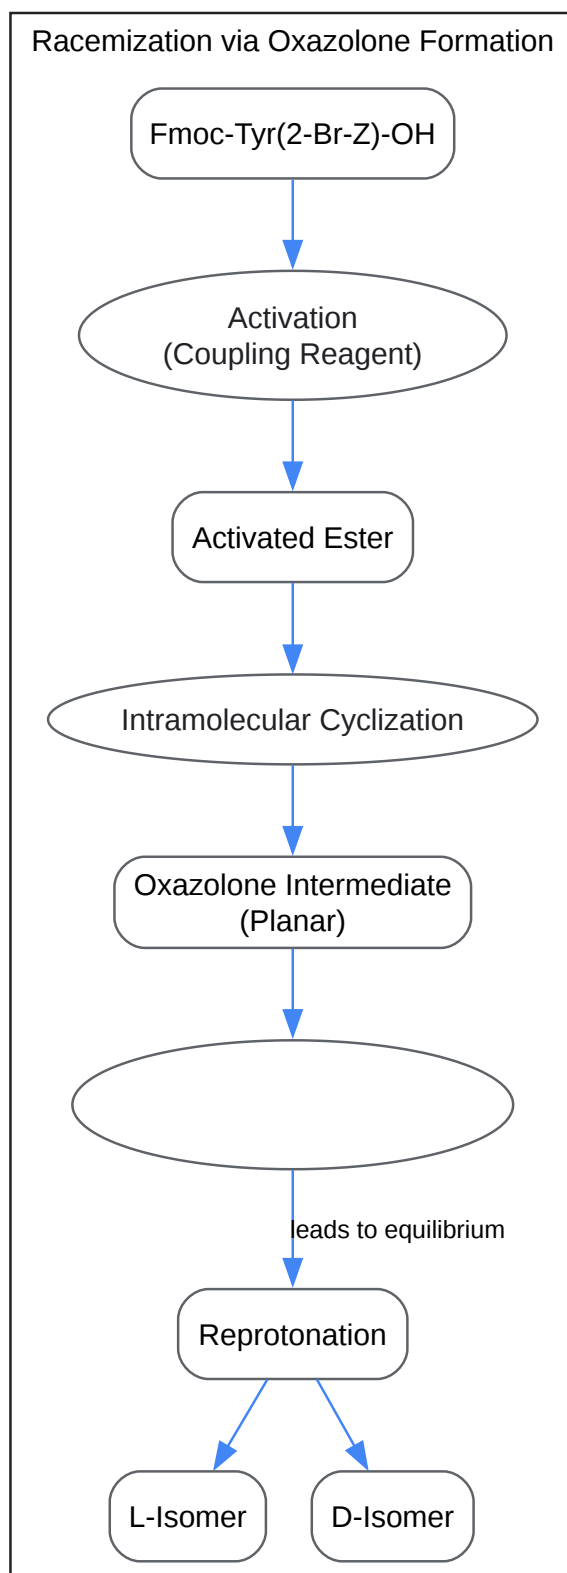 Racemization via Oxazolone Formation
Fmoc-Tyr(2-Br-Z)-OH
Activation
(Coupling Reagent)
Activated Ester
Intramolecular Cyclization
Oxazolone Intermediate
(Planar)
leads to equilibrium
Reprotonation
L-Isomer
D-Isomer